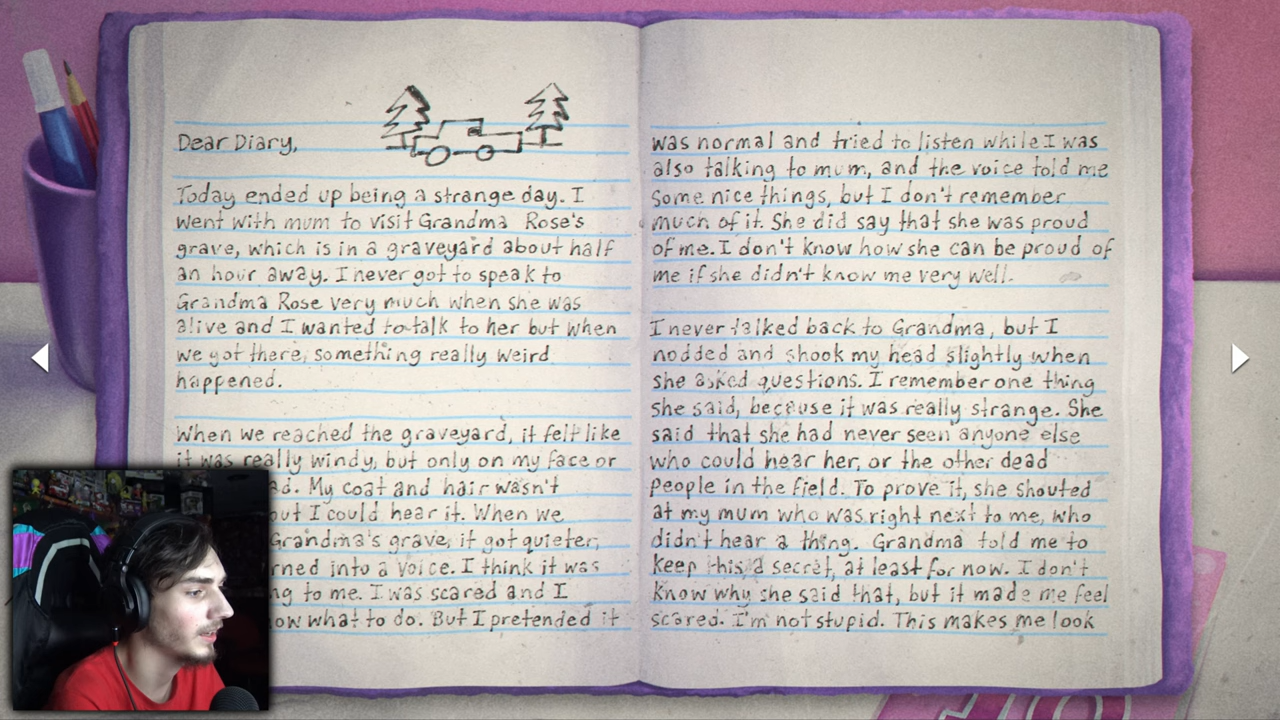 Dear Diary,
Today ended up being a strange day. I
went with mum to visit Grandma Rose's
grave, which is in a graveyard about half
an hour away. I never got to speak to
Grandma Rose very much when she was
alive and I wanted to talk to her but when
we got there, something really weird
happened.
When we reached the graveyard, it felt like
it was really windy, but only on my face or
My coat and hair wasn't
but I could hear it. When we
Grandma's grave, it got quieter,
into a voice. I think it was
to me. I was scared and I
what to do. But I pretended it
was normal and tried to listen while I was
also talking to mum, and the voice told me
some nice things, but I don't remember
much of it. She did say that she was proud
of me. I don't know how she can be proud of
me if she didn't know me very well.
I never talked back to Grandma, but I
nodded and shook my head slightly when
she asked questions. I remember one thing
she said, because it was really strange. She
said that she had never seen anyone else
who could hear her, or the other dead
people in the field. To prove it, she shouted
at my mum who was right next to me, who
didn't hear a thing. Grandma told me to
keep this a secret, at least for now. I don't
know why she said that, but it made me feel
scared. I'm not stupid. This makes me look